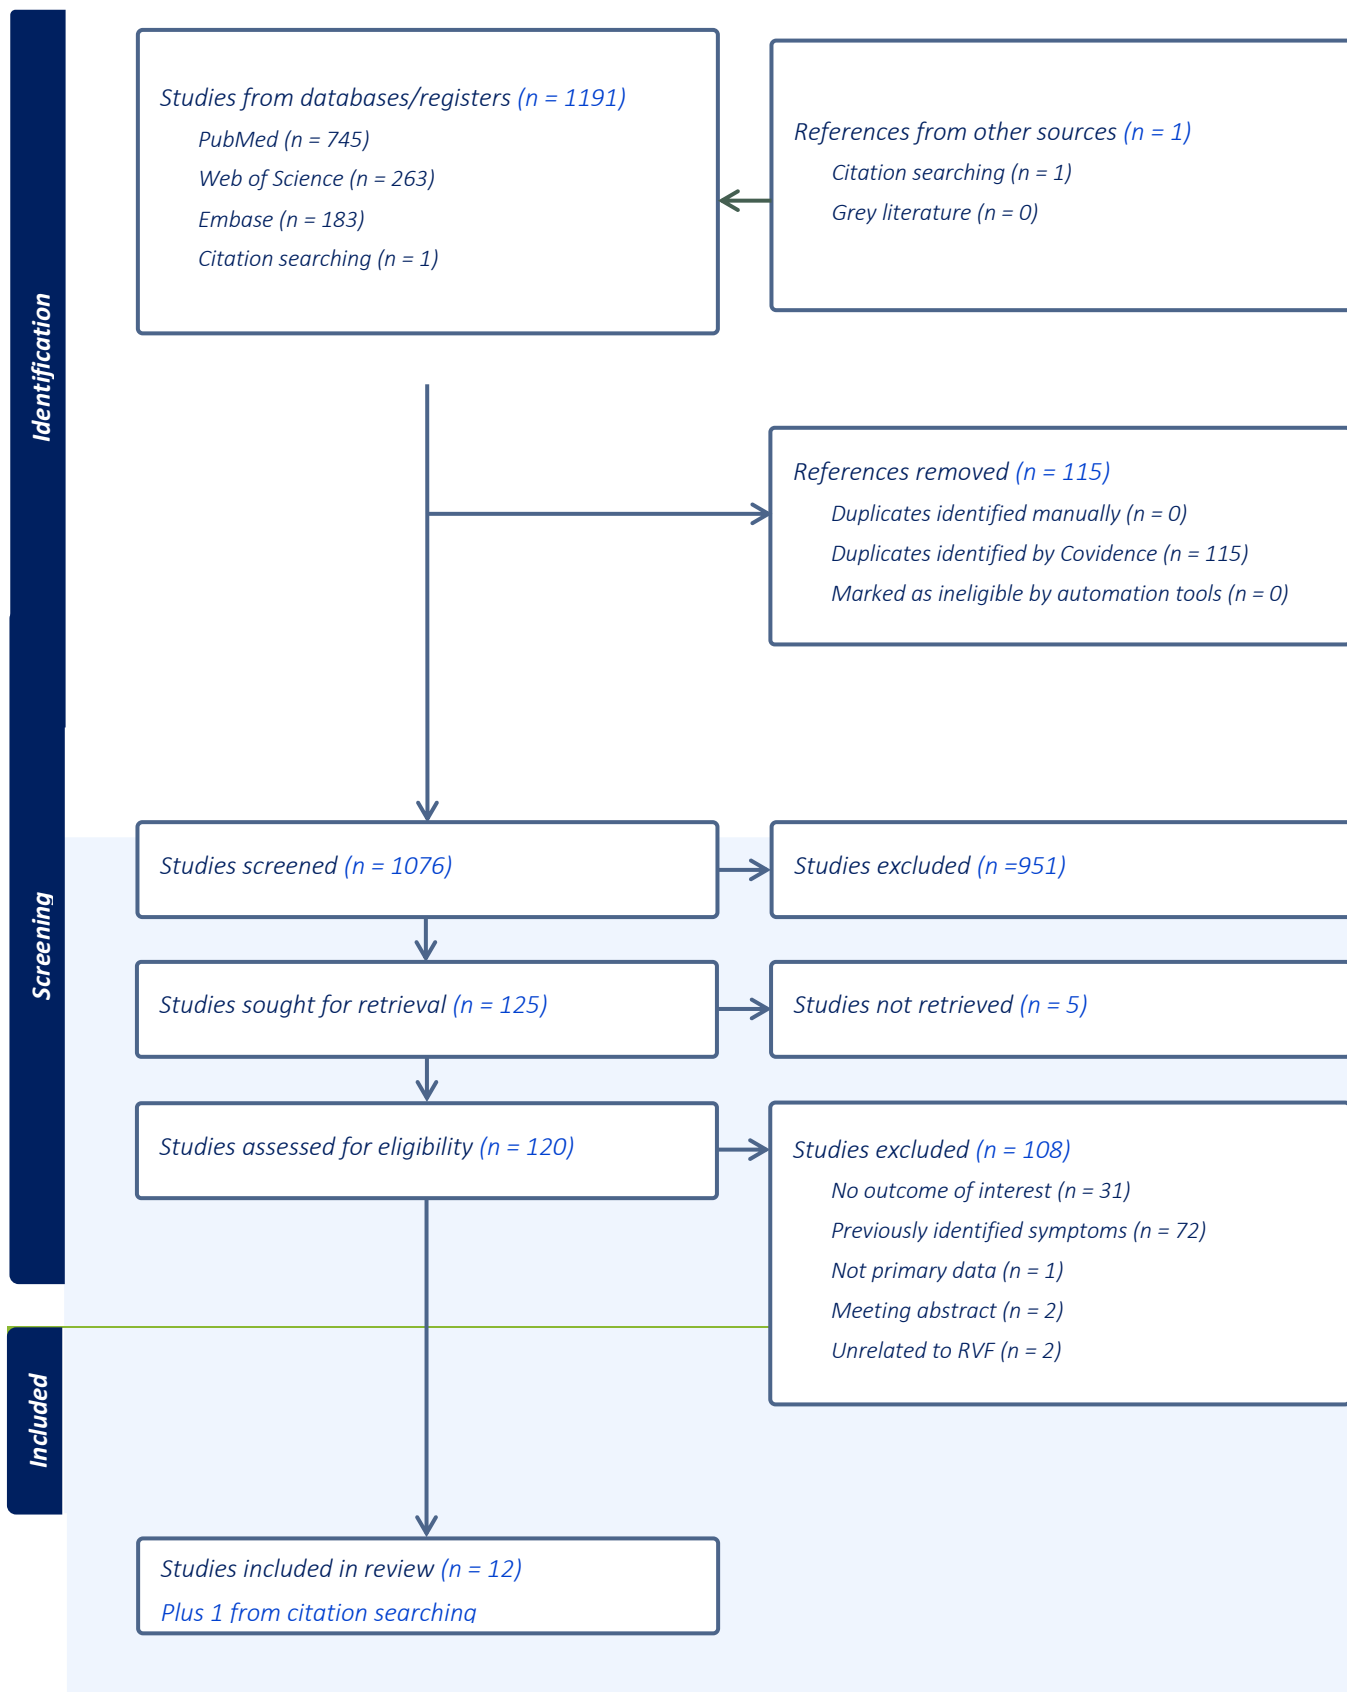 Identification
Studies from databases/registers (n = 1191)
PubMed (n = 745)
Web of Science (n = 263)
Embase (n = 183)
Citation searching (n = 1)
References from other sources (n = 1)
Citation searching (n = 1)
Grey literature (n = 0)
References removed (n = 115)
Duplicates identified manually (n = 0)
Duplicates identified by Covidence (n = 115)
Marked as ineligible by automation tools (n = 0)
Screening
Studies screened (n = 1076)
Studies excluded (n =951)
Studies sought for retrieval (n = 125)
Studies not retrieved (n = 5)
Studies assessed for eligibility (n = 120)
Studies excluded (n = 108)
No outcome of interest (n = 31)
Previously identified symptoms (n = 72)
Not primary data (n = 1)
Meeting abstract (n = 2)
Unrelated to RVF (n = 2)
Included
Studies included in review (n = 12)
Plus 1 from citation searching